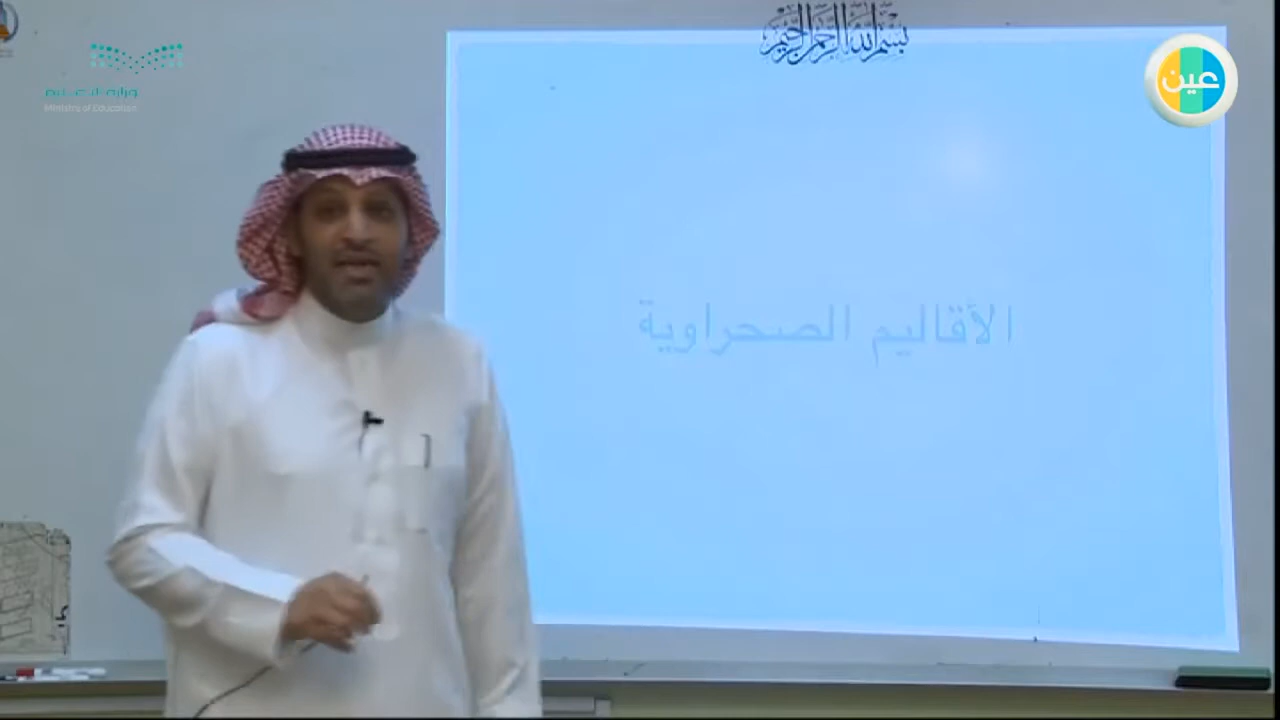 بسم الله الرحمن الرحيم
وزارة التعليم
Ministry of Education
عين
الأقاليم الصحراوية